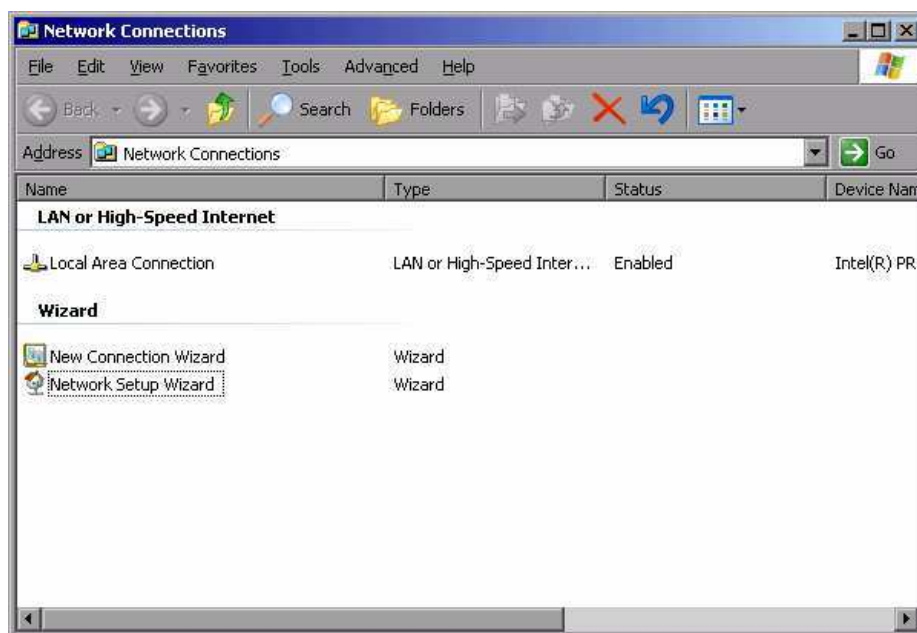 Network Connections
File Edit View Favorites Tools Advanced Help
Back Search Folders
Address Network Connections Go
Name Type Status Device Nam
LAN or High-Speed Internet
Local Area Connection LAN or High-Speed Inter... Enabled Intel(R) PR
Wizard
New Connection Wizard Wizard
Network Setup Wizard Wizard